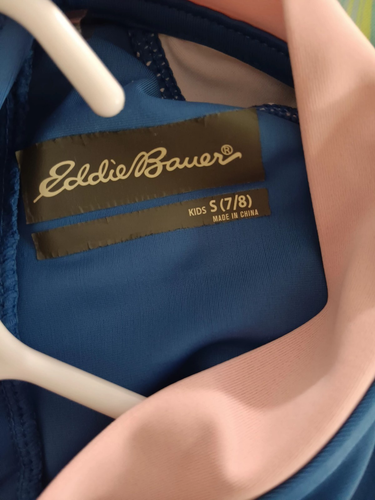 Eddie Bauer®
KIDS S (7/8)
MADE IN CHINA